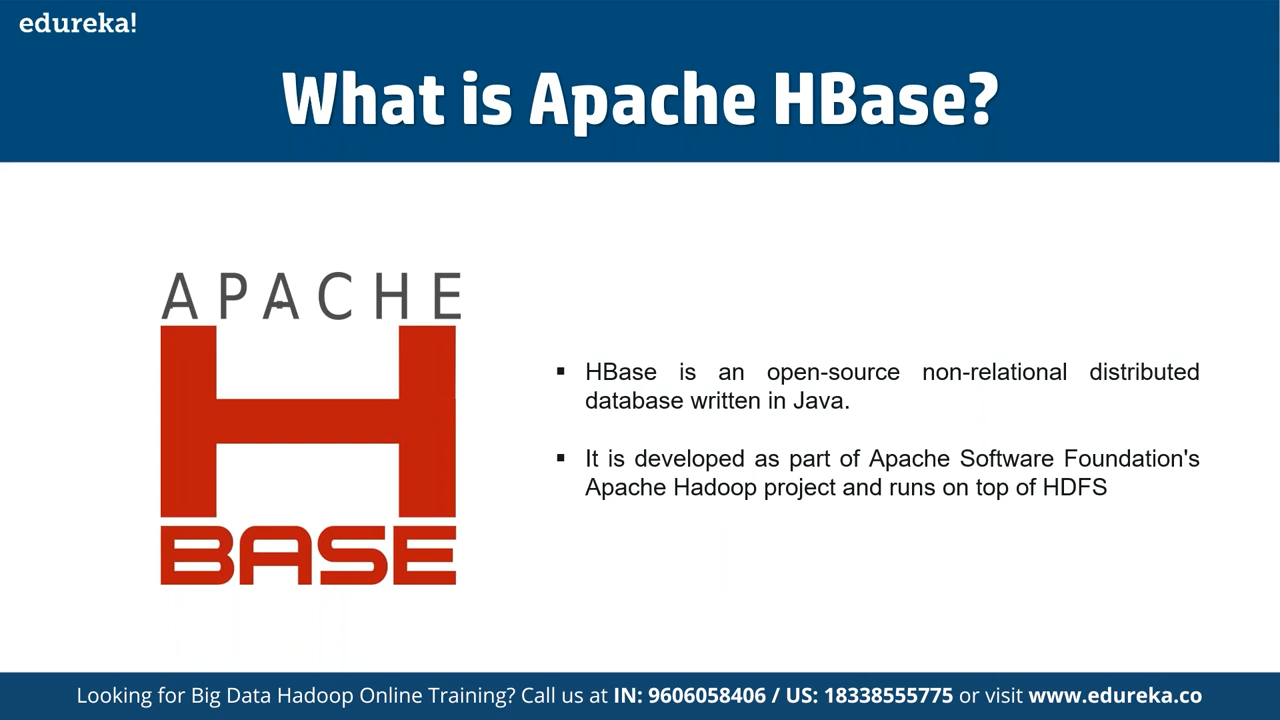 edureka!
What is Apache HBase?
APACHE
H
BASE
▪ HBase is an open-source non-relational distributed
database written in Java.
▪ It is developed as part of Apache Software Foundation's
Apache Hadoop project and runs on top of HDFS
Looking for Big Data Hadoop Online Training? Call us at IN: 9606058406 / US: 18338555775 or visit www.edureka.co